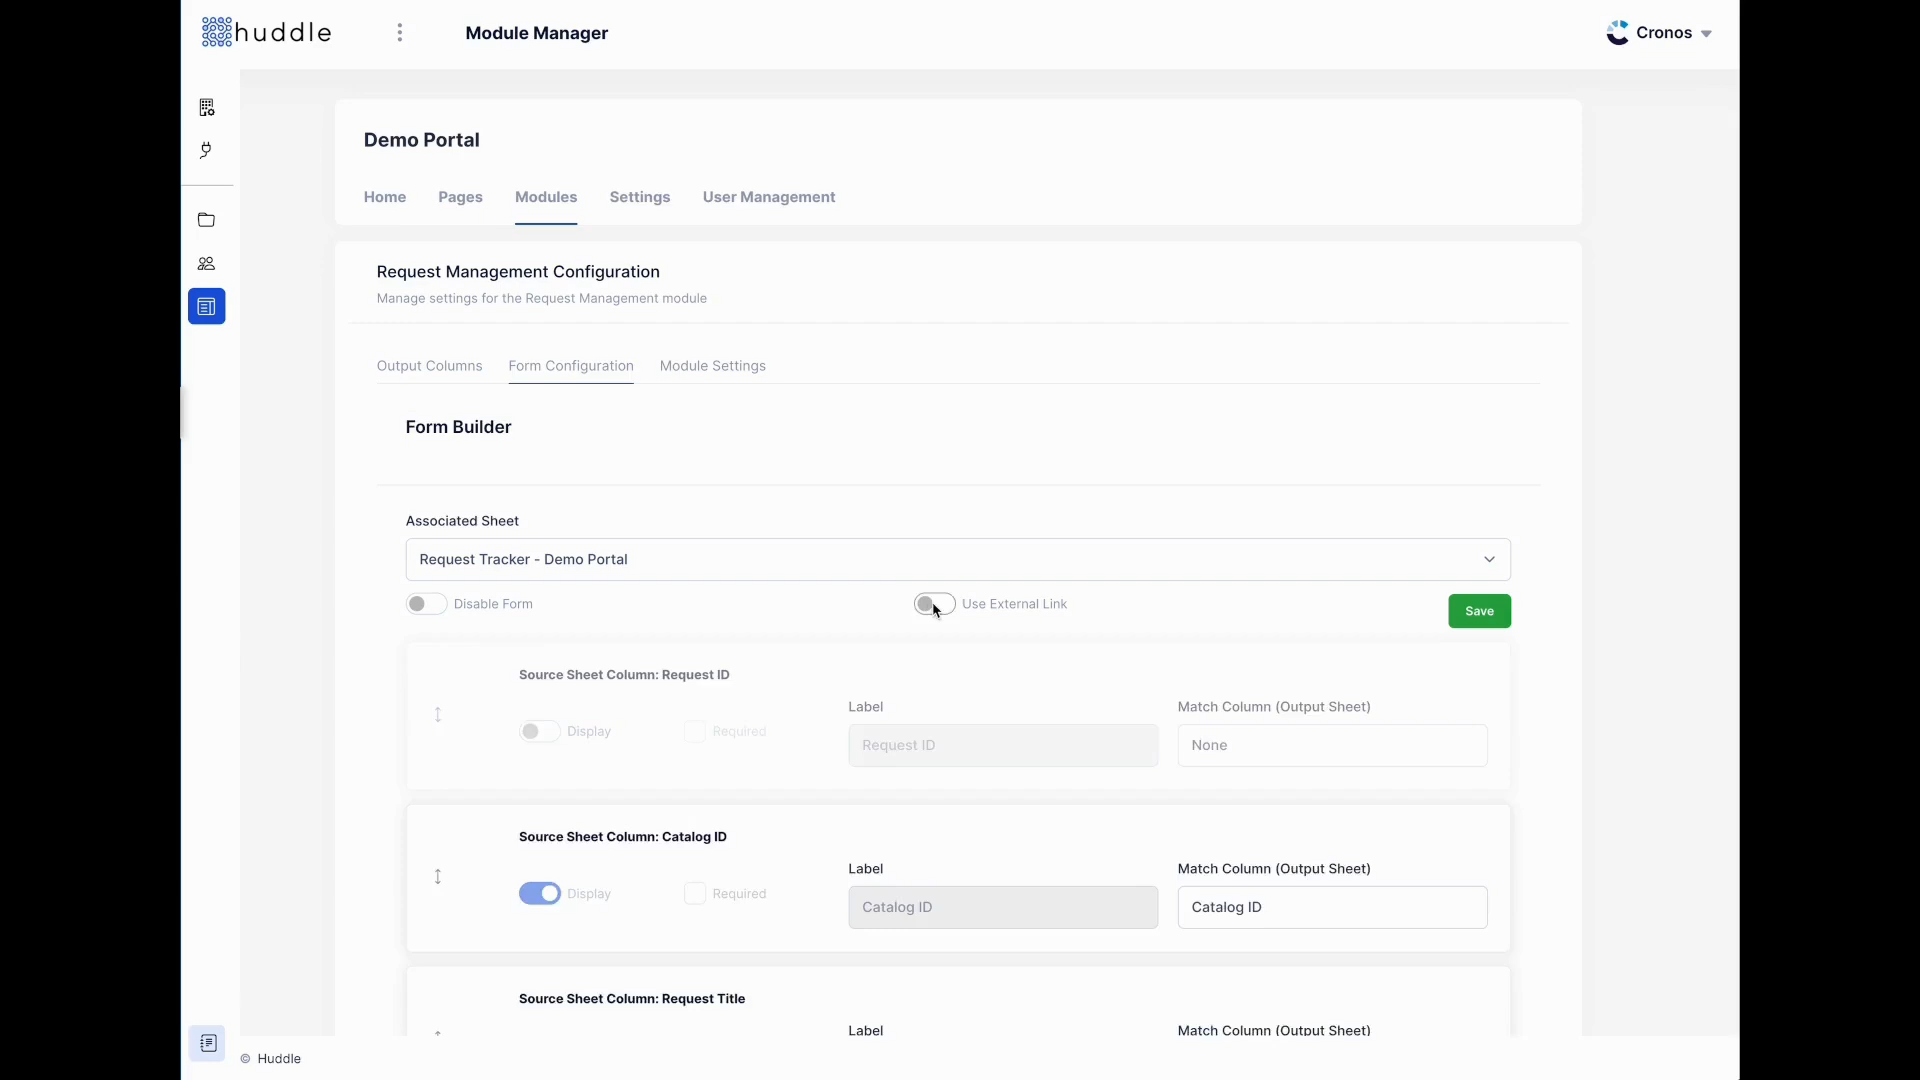 huddle
Module Manager
Cronos
Demo Portal
Home Pages Modules Settings User Management
Request Management Configuration
Manage settings for the Request Management module
Output Columns Form Configuration Module Settings
Form Builder
Associated Sheet
Request Tracker - Demo Portal
Disable Form Use External Link Save
Source Sheet Column: Request ID
Label Match Column (Output Sheet)
Display Required Request ID None
Source Sheet Column: Catalog ID
Label Match Column (Output Sheet)
Display Required Catalog ID Catalog ID
Source Sheet Column: Request Title
Label Match Column (Output Sheet)
© Huddle